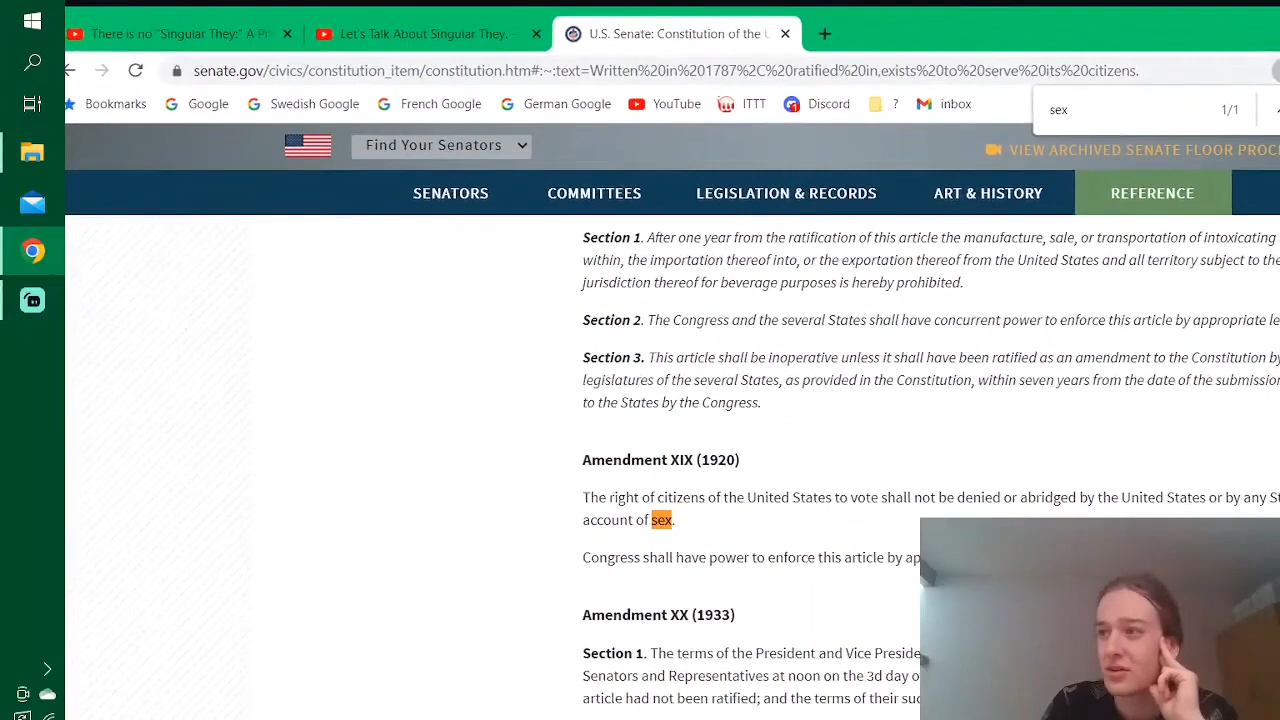 There is no “Singular They:” A Pr
Let's Talk About Singular They. -
U.S. Senate: Constitution of the U
senate.gov/civics/constitution_item/constitution.htm#:~:text=Written%20in%201787%2C%20ratified%20in,exists%20to%20serve%20its%20citizens.
Bookmarks Google Swedish Google French Google German Google YouTube ITTT Discord ? inbox
sex 1/1
Find Your Senators
VIEW ARCHIVED SENATE FLOOR PROC
SENATORS COMMITTEES LEGISLATION & RECORDS ART & HISTORY REFERENCE
Section 1. After one year from the ratification of this article the manufacture, sale, or transportation of intoxicating
within, the importation thereof into, or the exportation thereof from the United States and all territory subject to the
jurisdiction thereof for beverage purposes is hereby prohibited.
Section 2. The Congress and the several States shall have concurrent power to enforce this article by appropriate le
Section 3. This article shall be inoperative unless it shall have been ratified as an amendment to the Constitution by
legislatures of the several States, as provided in the Constitution, within seven years from the date of the submission
to the States by the Congress.
Amendment XIX (1920)
The right of citizens of the United States to vote shall not be denied or abridged by the United States or by any St
account of sex.
Congress shall have power to enforce this article by ap
Amendment XX (1933)
Section 1. The terms of the President and Vice Preside
Senators and Representatives at noon on the 3d day o
article had not been ratified; and the terms of their suc